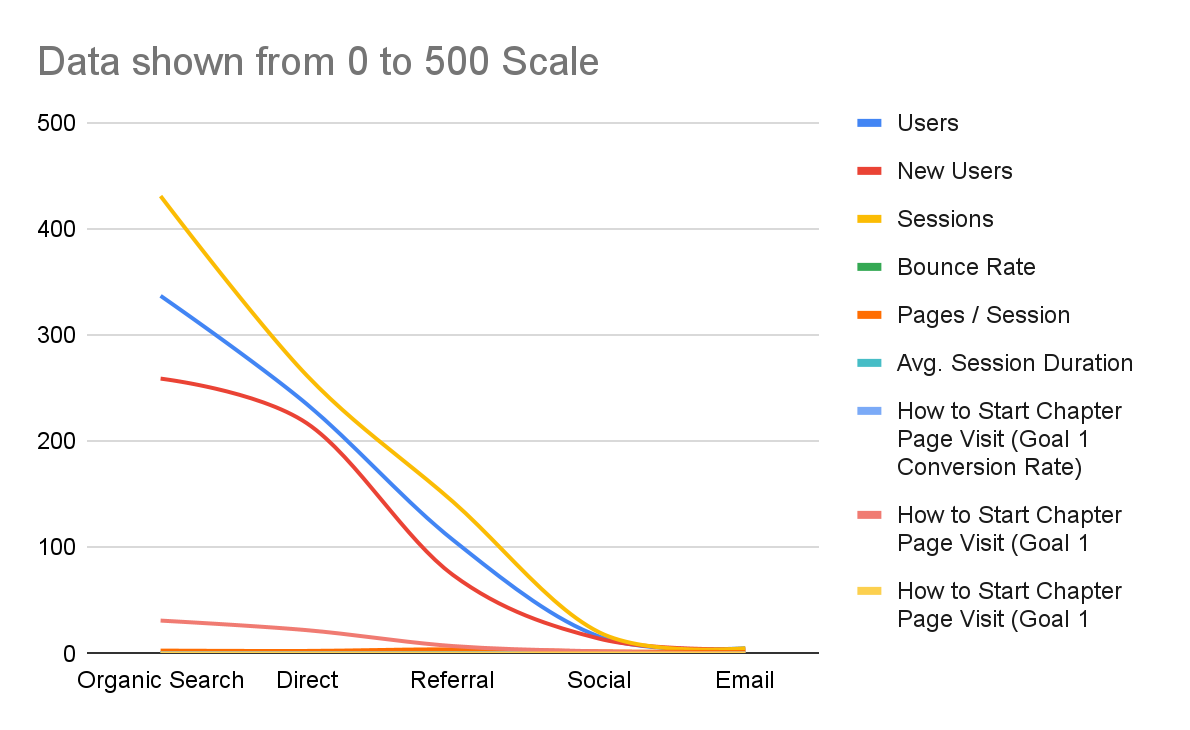 Data shown from 0 to 500 Scale
500
400
300
200
100
0
Organic Search
Direct
Referral
Social
Email
Users
New Users
Sessions
Bounce Rate
Pages / Session
Avg. Session Duration
How to Start Chapter
Page Visit (Goal 1
Conversion Rate)
How to Start Chapter
Page Visit (Goal 1
How to Start Chapter
Page Visit (Goal 1